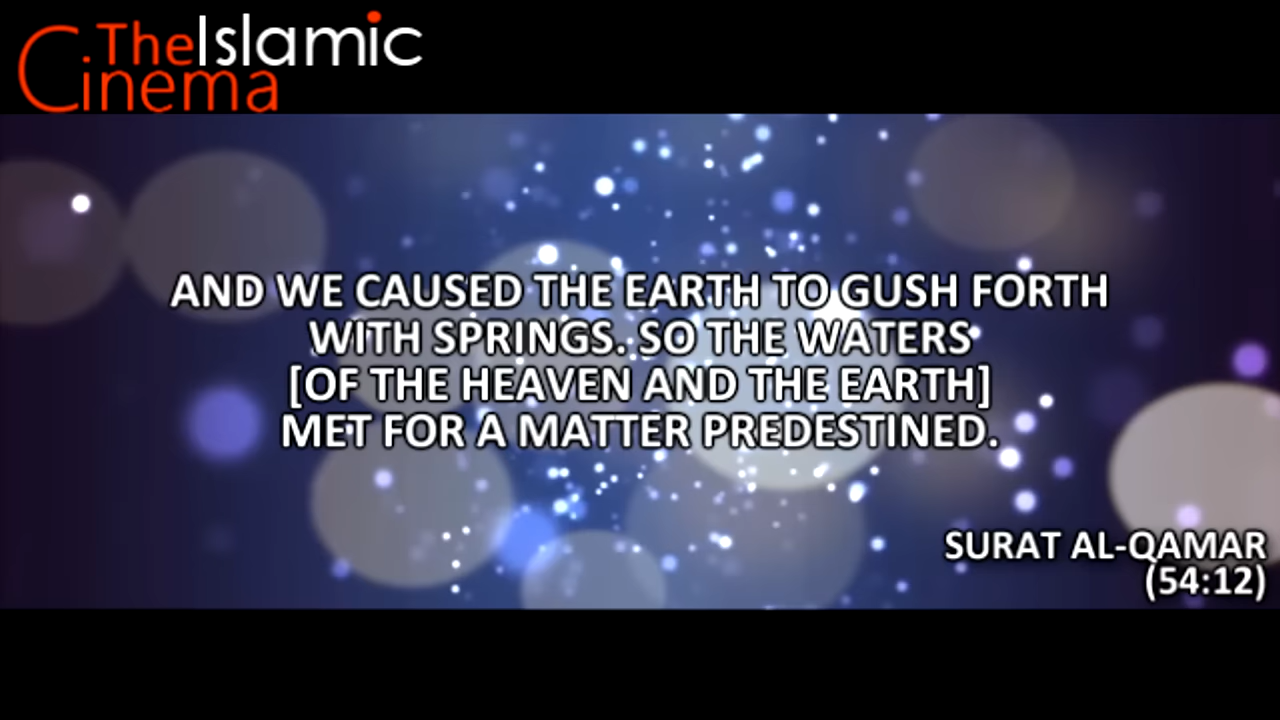 TheIslamic
Cinema
AND WE CAUSED THE EARTH TO GUSH FORTH
WITH SPRINGS. SO THE WATERS
[OF THE HEAVEN AND THE EARTH]
MET FOR A MATTER PREDESTINED.
SURAT AL-QAMAR
(54:12)